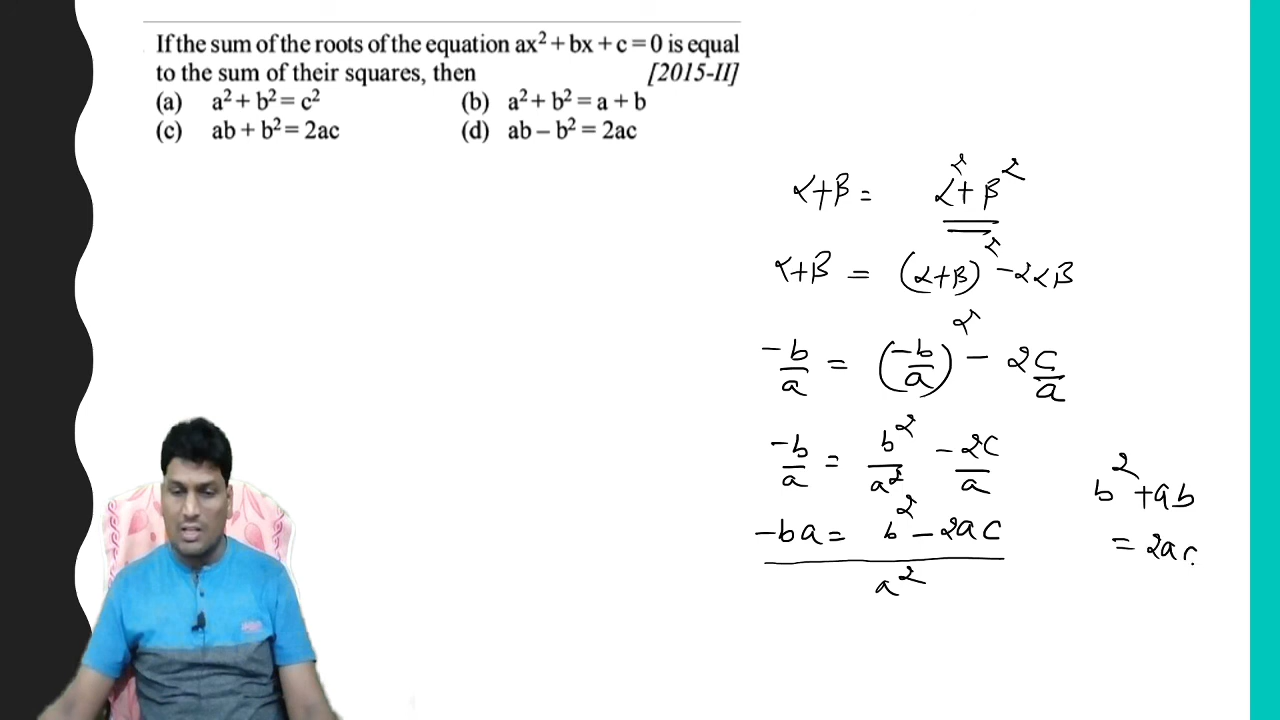 If the sum of the roots of the equation ax² + bx + c = 0 is equal
to the sum of their squares, then [2015-II]
(a) a² + b² = c² (b) a² + b² = a + b
(c) ab + b² = 2ac (d) ab – b² = 2ac
α+β = α²+β²
α+β = (α+β)² -2αβ
-b/a = (-b/a)² - 2c/a
-b/a = b²/a² - 2c/a
-ba = b² - 2ac
a²
b² +ab
= 2ac